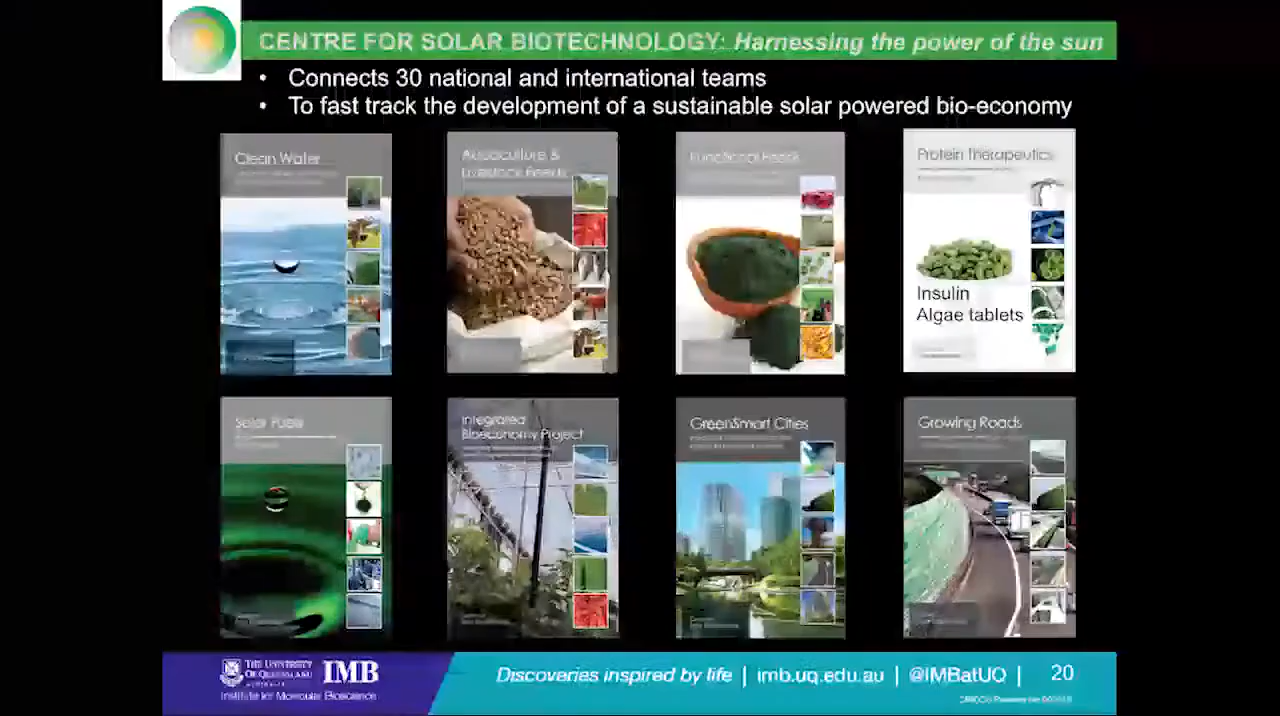 CENTRE FOR SOLAR BIOTECHNOLOGY: Harnessing the power of the sun
• Connects 30 national and international teams
• To fast track the development of a sustainable solar powered bio-economy
Clean Water
Aquaculture &
Livestock Feeds
Functional Foods
Protein Therapeutics
Insulin
Algae tablets
Solar Fuels
Integrated
Bioeconomy Project
GreenSmart Cities
Growing Roads
THE UNIVERSITY
OF QUEENSLAND
AUSTRALIA
IMB
Institute for Molecular Bioscience
Discoveries inspired by life | imb.uq.edu.au | @IMBatUQ | 20